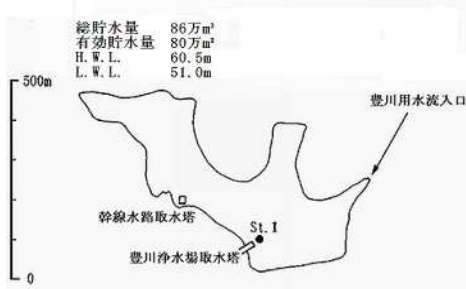 総貯水量 86万m³
有効貯水量 80万m³
H.W.L. 60.5m
L.W.L. 51.0m
500m
豊川用水流入口
幹線水路取水塔
St.I
豊川浄水場取水塔
0